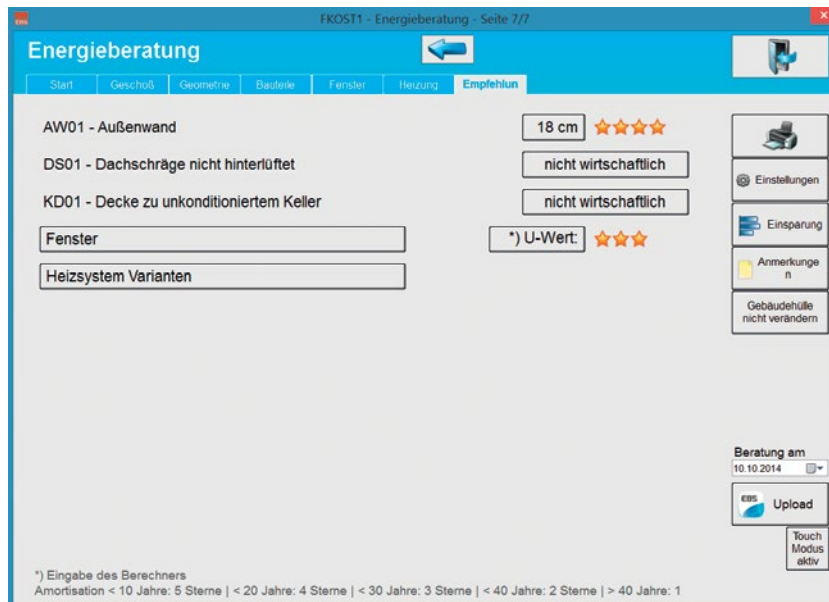 EBS
FKOST1 - Energieberatung - Seite 7/7
Energieberatung
Start Geschoß Geometrie Bauteile Fenster Heizung Empfehlun
AW01 - Außenwand 18 cm
DS01 - Dachschräge nicht hinterlüftet nicht wirtschaftlich
KD01 - Decke zu unkonditioniertem Keller nicht wirtschaftlich
Fenster *) U-Wert:
Heizsystem Varianten
Einstellungen
Einsparung
Anmerkunge
n
Gebäudehülle
nicht verändern
Beratung am
10.10.2014
EBS Upload
Touch
Modus
aktiv
*) Eingabe des Berechners
Amortisation < 10 Jahre: 5 Sterne | < 20 Jahre: 4 Sterne | < 30 Jahre: 3 Sterne | < 40 Jahre: 2 Sterne | > 40 Jahre: 1